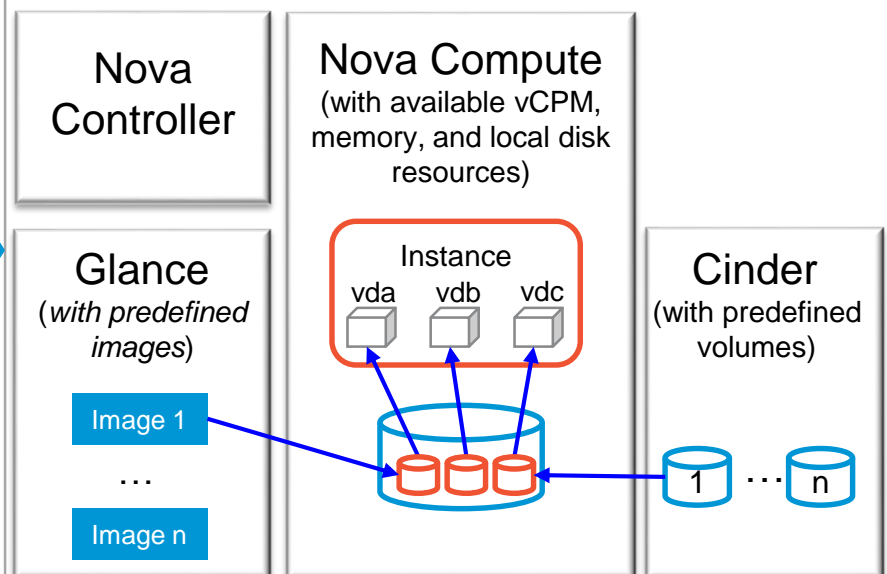 Nova
Controller
Nova Compute
(with available vCPM,
memory, and local disk
resources)
Glance
(with predefined
images)
Image 1
...
Image n
Instance
vda vdb vdc
Cinder
(with predefined
volumes)
1 ... n